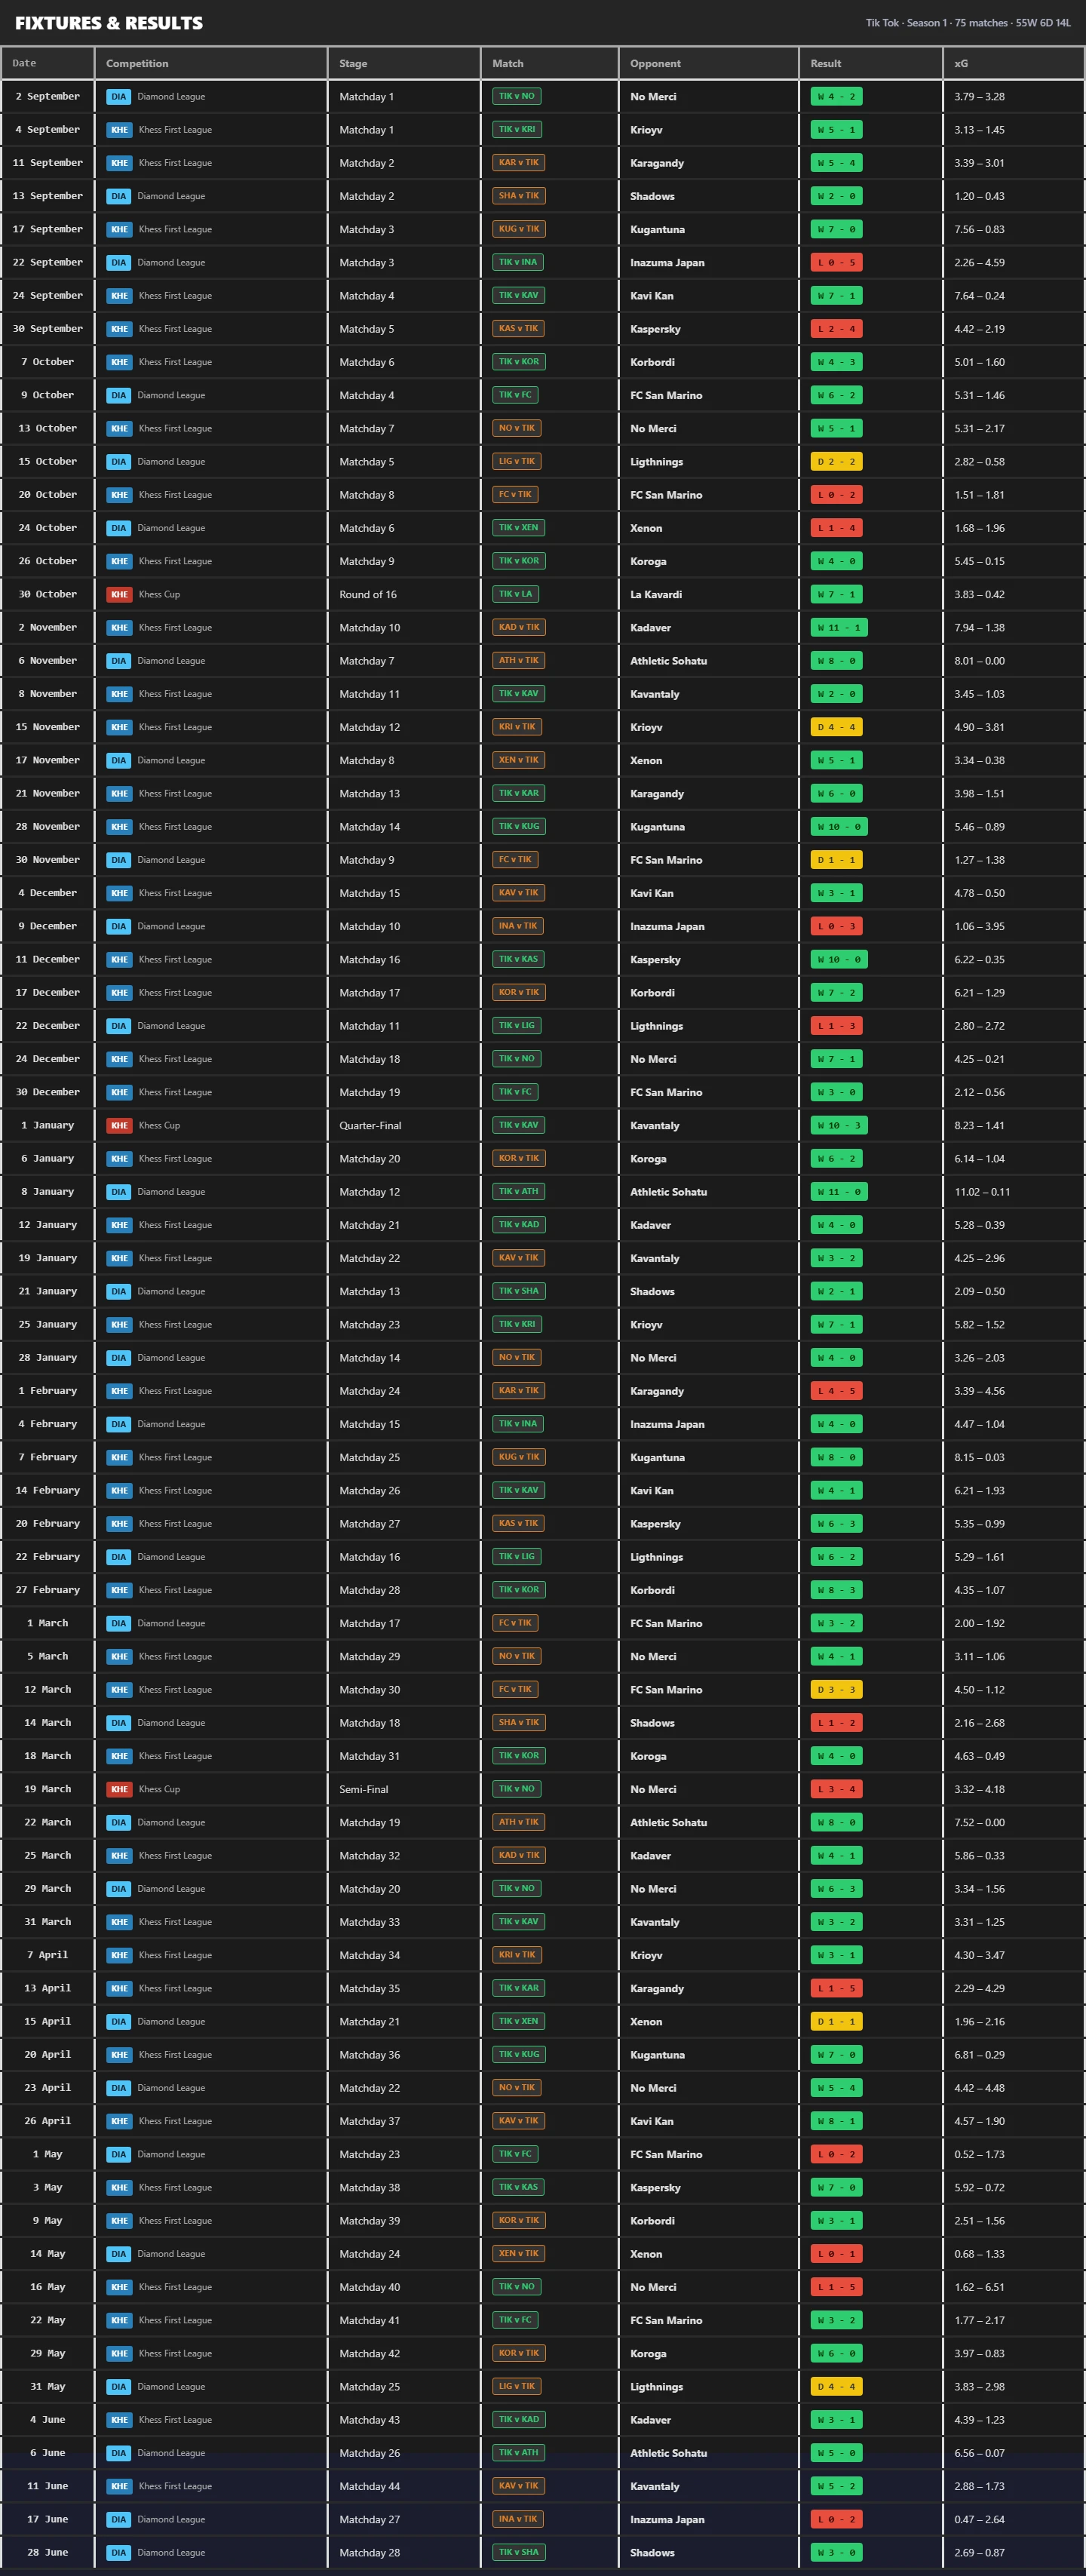 FIXTURES & RESULTS Tik Tok · Season 1 · 75 matches · 55W 6D 14L
Date Competition Stage Match Opponent Result xG
2 September DIA Diamond League Matchday 1 TIK v NO No Merci W 4 - 2 3.79 – 3.28
4 September KHE Khess First League Matchday 1 TIK v KRI Krioyv W 5 - 1 3.13 – 1.45
11 September KHE Khess First League Matchday 2 KAR v TIK Karagandy W 5 - 4 3.39 – 3.01
13 September DIA Diamond League Matchday 2 SHA v TIK Shadows W 2 - 0 1.20 – 0.43
17 September KHE Khess First League Matchday 3 KUG v TIK Kugantuna W 7 - 0 7.56 – 0.83
22 September DIA Diamond League Matchday 3 TIK v INA Inazuma Japan L 0 - 5 2.26 – 4.59
24 September KHE Khess First League Matchday 4 TIK v KAV Kavi Kan W 7 - 1 7.64 – 0.24
30 September KHE Khess First League Matchday 5 KAS v TIK Kaspersky L 2 - 4 4.42 – 2.19
7 October KHE Khess First League Matchday 6 TIK v KOR Korbordi W 4 - 3 5.01 – 1.60
9 October DIA Diamond League Matchday 4 TIK v FC FC San Marino W 6 - 2 5.31 – 1.46
13 October KHE Khess First League Matchday 7 NO v TIK No Merci W 5 - 1 5.31 – 2.17
15 October DIA Diamond League Matchday 5 LIG v TIK Ligthnings D 2 - 2 2.82 – 0.58
20 October KHE Khess First League Matchday 8 FC v TIK FC San Marino L 0 - 2 1.51 – 1.81
24 October DIA Diamond League Matchday 6 TIK v XEN Xenon L 1 - 4 1.68 – 1.96
26 October KHE Khess First League Matchday 9 TIK v KOR Koroga W 4 - 0 5.45 – 0.15
30 October KHE Khess Cup Round of 16 TIK v LA La Kavardi W 7 - 1 3.83 – 0.42
2 November KHE Khess First League Matchday 10 KAD v TIK Kadaver W 11 - 1 7.94 – 1.38
6 November DIA Diamond League Matchday 7 ATH v TIK Athletic Sohatu W 8 - 0 8.01 – 0.00
8 November KHE Khess First League Matchday 11 TIK v KAV Kavantaly W 2 - 0 3.45 – 1.03
15 November KHE Khess First League Matchday 12 KRI v TIK Krioyv D 4 - 4 4.90 – 3.81
17 November DIA Diamond League Matchday 8 XEN v TIK Xenon W 5 - 1 3.34 – 0.38
21 November KHE Khess First League Matchday 13 TIK v KAR Karagandy W 6 - 0 3.98 – 1.51
28 November KHE Khess First League Matchday 14 TIK v KUG Kugantuna W 10 - 0 5.46 – 0.89
30 November DIA Diamond League Matchday 9 FC v TIK FC San Marino D 1 - 1 1.27 – 1.38
4 December KHE Khess First League Matchday 15 KAV v TIK Kavi Kan W 3 - 1 4.78 – 0.50
9 December DIA Diamond League Matchday 10 INA v TIK Inazuma Japan L 0 - 3 1.06 – 3.95
11 December KHE Khess First League Matchday 16 TIK v KAS Kaspersky W 10 - 0 6.22 – 0.35
17 December KHE Khess First League Matchday 17 KOR v TIK Korbordi W 7 - 2 6.21 – 1.29
22 December DIA Diamond League Matchday 11 TIK v LIG Ligthnings L 1 - 3 2.80 – 2.72
24 December KHE Khess First League Matchday 18 TIK v NO No Merci W 7 - 1 4.25 – 0.21
30 December KHE Khess First League Matchday 19 TIK v FC FC San Marino W 3 - 0 2.12 – 0.56
1 January KHE Khess Cup Quarter-Final TIK v KAV Kavantaly W 10 - 3 8.23 – 1.41
6 January KHE Khess First League Matchday 20 KOR v TIK Koroga W 6 - 2 6.14 – 1.04
8 January DIA Diamond League Matchday 12 TIK v ATH Athletic Sohatu W 11 - 0 11.02 – 0.11
12 January KHE Khess First League Matchday 21 TIK v KAD Kadaver W 4 - 0 5.28 – 0.39
19 January KHE Khess First League Matchday 22 KAV v TIK Kavantaly W 3 - 2 4.25 – 2.96
21 January DIA Diamond League Matchday 13 TIK v SHA Shadows W 2 - 1 2.09 – 0.50
25 January KHE Khess First League Matchday 23 TIK v KRI Krioyv W 7 - 1 5.82 – 1.52
28 January DIA Diamond League Matchday 14 NO v TIK No Merci W 4 - 0 3.26 – 2.03
1 February KHE Khess First League Matchday 24 KAR v TIK Karagandy L 4 - 5 3.39 – 4.56
4 February DIA Diamond League Matchday 15 TIK v INA Inazuma Japan W 4 - 0 4.47 – 1.04
7 February KHE Khess First League Matchday 25 KUG v TIK Kugantuna W 8 - 0 8.15 – 0.03
14 February KHE Khess First League Matchday 26 TIK v KAV Kavi Kan W 4 - 1 6.21 – 1.93
20 February KHE Khess First League Matchday 27 KAS v TIK Kaspersky W 6 - 3 5.35 – 0.99
22 February DIA Diamond League Matchday 16 TIK v LIG Ligthnings W 6 - 2 5.29 – 1.61
27 February KHE Khess First League Matchday 28 TIK v KOR Korbordi W 8 - 3 4.35 – 1.07
1 March DIA Diamond League Matchday 17 FC v TIK FC San Marino W 3 - 2 2.00 – 1.92
5 March KHE Khess First League Matchday 29 NO v TIK No Merci W 4 - 1 3.11 – 1.06
12 March KHE Khess First League Matchday 30 FC v TIK FC San Marino D 3 - 3 4.50 – 1.12
14 March DIA Diamond League Matchday 18 SHA v TIK Shadows L 1 - 2 2.16 – 2.68
18 March KHE Khess First League Matchday 31 TIK v KOR Koroga W 4 - 0 4.63 – 0.49
19 March KHE Khess Cup Semi-Final TIK v NO No Merci L 3 - 4 3.32 – 4.18
22 March DIA Diamond League Matchday 19 ATH v TIK Athletic Sohatu W 8 - 0 7.52 – 0.00
25 March KHE Khess First League Matchday 32 KAD v TIK Kadaver W 4 - 1 5.86 – 0.33
29 March DIA Diamond League Matchday 20 TIK v NO No Merci W 6 - 3 3.34 – 1.56
31 March KHE Khess First League Matchday 33 TIK v KAV Kavantaly W 3 - 2 3.31 – 1.25
7 April KHE Khess First League Matchday 34 KRI v TIK Krioyv W 3 - 1 4.30 – 3.47
13 April KHE Khess First League Matchday 35 TIK v KAR Karagandy L 1 - 5 2.29 – 4.29
15 April DIA Diamond League Matchday 21 TIK v XEN Xenon D 1 - 1 1.96 – 2.16
20 April KHE Khess First League Matchday 36 TIK v KUG Kugantuna W 7 - 0 6.81 – 0.29
23 April DIA Diamond League Matchday 22 NO v TIK No Merci W 5 - 4 4.42 – 4.48
26 April KHE Khess First League Matchday 37 KAV v TIK Kavi Kan W 8 - 1 4.57 – 1.90
1 May DIA Diamond League Matchday 23 TIK v FC FC San Marino L 0 - 2 0.52 – 1.73
3 May KHE Khess First League Matchday 38 TIK v KAS Kaspersky W 7 - 0 5.92 – 0.72
9 May KHE Khess First League Matchday 39 KOR v TIK Korbordi W 3 - 1 2.51 – 1.56
14 May DIA Diamond League Matchday 24 XEN v TIK Xenon L 0 - 1 0.68 – 1.33
16 May KHE Khess First League Matchday 40 TIK v NO No Merci L 1 - 5 1.62 – 6.51
22 May KHE Khess First League Matchday 41 TIK v FC FC San Marino W 3 - 2 1.77 – 2.17
29 May KHE Khess First League Matchday 42 KOR v TIK Koroga W 6 - 0 3.97 – 0.83
31 May DIA Diamond League Matchday 25 LIG v TIK Ligthnings D 4 - 4 3.83 – 2.98
4 June KHE Khess First League Matchday 43 TIK v KAD Kadaver W 3 - 1 4.39 – 1.23
6 June DIA Diamond League Matchday 26 TIK v ATH Athletic Sohatu W 5 - 0 6.56 – 0.07
11 June KHE Khess First League Matchday 44 KAV v TIK Kavantaly W 5 - 2 2.88 – 1.73
17 June DIA Diamond League Matchday 27 INA v TIK Inazuma Japan L 0 - 2 0.47 – 2.64
28 June DIA Diamond League Matchday 28 TIK v SHA Shadows W 3 - 0 2.69 – 0.87